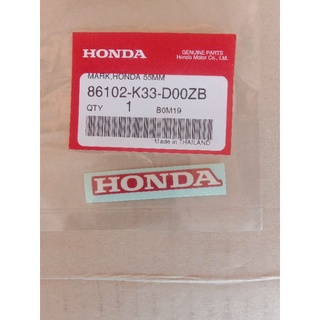 HONDA
GENUINE PARTS
Honda Motor Co., Ltd.
MARK,HONDA 55MM
86102-K33-D00ZB
QTY 1 B0M19
Made in THAILAND
HONDA